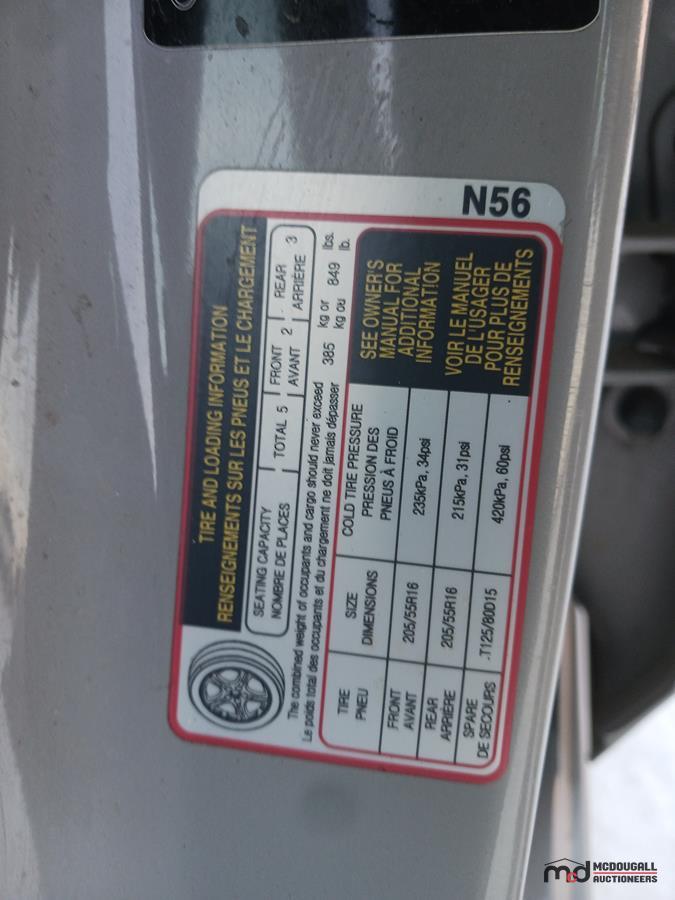 TIRE AND LOADING INFORMATION
RENSEIGNEMENTS SUR LES PNEUS ET LE CHARGEMENT
SEATING CAPACITY
NOMBRE DE PLACES
TOTAL 5
FRONT
AVANT
2
REAR
ARRIÈRE
3
The combined weight of occupants and cargo should never exceed 385 kg or 849 lbs.
Le poids total des occupants et du chargement ne doit jamais dépasser kg ou lb.
TIRE
PNEU
SIZE
DIMENSIONS
COLD TIRE PRESSURE
PRESSION DES
PNEUS À FROID
FRONT
AVANT
205/55R16
235kPa, 34psi
REAR
ARRIÈRE
205/55R16
215kPa, 31psi
SPARE
DE SECOURS
T125/80D15
420kPa, 60psi
SEE OWNER'S
MANUAL FOR
ADDITIONAL
INFORMATION
VOIR LE MANUEL
DE L'USAGER
POUR PLUS DE
RENSEIGNEMENTS
N56
mcd MCDOUGALL
AUCTIONEERS